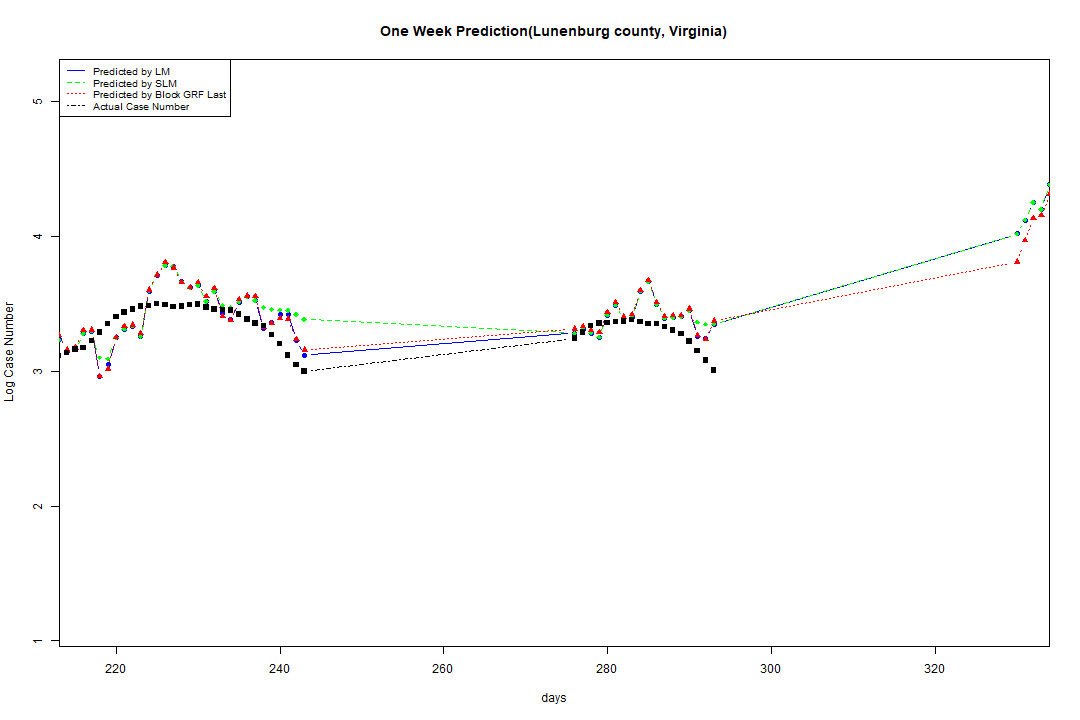 One Week Prediction(Lunenburg county, Virginia)
Predicted by LM
Predicted by SLM
Predicted by Block GRF Last
Actual Case Number
5
4
3
2
1
Log Case Number
220 240 260 280 300 320
days